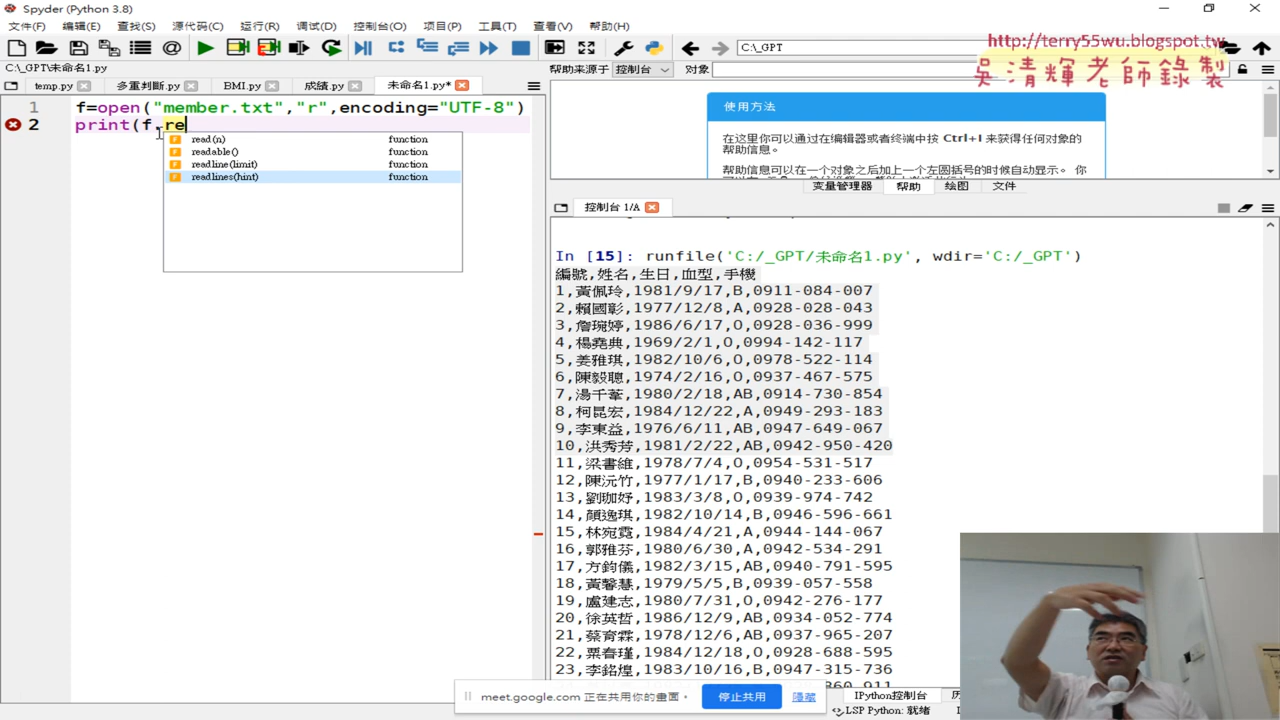 Spyder (Python 3.8)
文件(F) 编辑(E) 查找(S) 源代码(C) 运行(R) 调试(D) 控制台(O) 项目(P) 工具(T) 查看(V) 帮助(H)
C:\_GPT
http://terry55wu.blogspot.tw
吳清輝老師錄製
C:\_GPT\未命名1.py
帮助来源于 控制台 对象
temp.py 多重判斷.py BMI.py 成績.py 未命名1.py*
1 f=open("member.txt","r",encoding="UTF-8")
2 print(f.re
read(n) function
readable() function
readline(limit) function
readlines(hint) function
使用方法
在这里你可以通过在编辑器或者终端中按 Ctrl+I 来获得任何对象的
帮助信息。
帮助信息可以在一个对象之后加上一个左圆括号的时候自动显示。 你
变量管理器 帮助 绘图 文件
控制台 1/A
In [15]: runfile('C:/_GPT/未命名1.py', wdir='C:/_GPT')
編號,姓名,生日,血型,手機
1,黃佩玲,1981/9/17,B,0911-084-007
2,賴國彰,1977/12/8,A,0928-028-043
3,詹琬婷,1986/6/17,O,0928-036-999
4,楊堯典,1969/2/1,O,0994-142-117
5,姜雅琪,1982/10/6,O,0978-522-114
6,陳毅聰,1974/2/16,O,0937-467-575
7,湯千葦,1980/2/18,AB,0914-730-854
8,柯昆宏,1984/12/22,A,0949-293-183
9,李東益,1976/6/11,AB,0947-649-067
10,洪秀芳,1981/2/22,AB,0942-950-420
11,梁書維,1978/7/4,O,0954-531-517
12,陳沅竹,1977/1/17,B,0940-233-606
13,劉珈妤,1983/3/8,O,0939-974-742
14,顏逸琪,1982/10/14,B,0946-596-661
15,林宛霓,1984/4/21,A,0944-144-067
16,郭雅芬,1980/6/30,A,0942-534-291
17,方鈞儀,1982/3/15,AB,0940-791-595
18,黃馨慧,1979/5/5,B,0939-057-558
19,盧建志,1980/7/31,O,0942-276-177
20,徐英哲,1986/12/9,AB,0934-052-774
21,蔡育霖,1978/12/6,AB,0937-965-207
22,粟春瑾,1984/12/18,O,0928-688-595
23,李銘煌,1983/10/16,B,0947-315-736
meet.google.com 正在共用你的畫面。 停止共用 隱藏
IPython控制台
LSP Python: 就绪